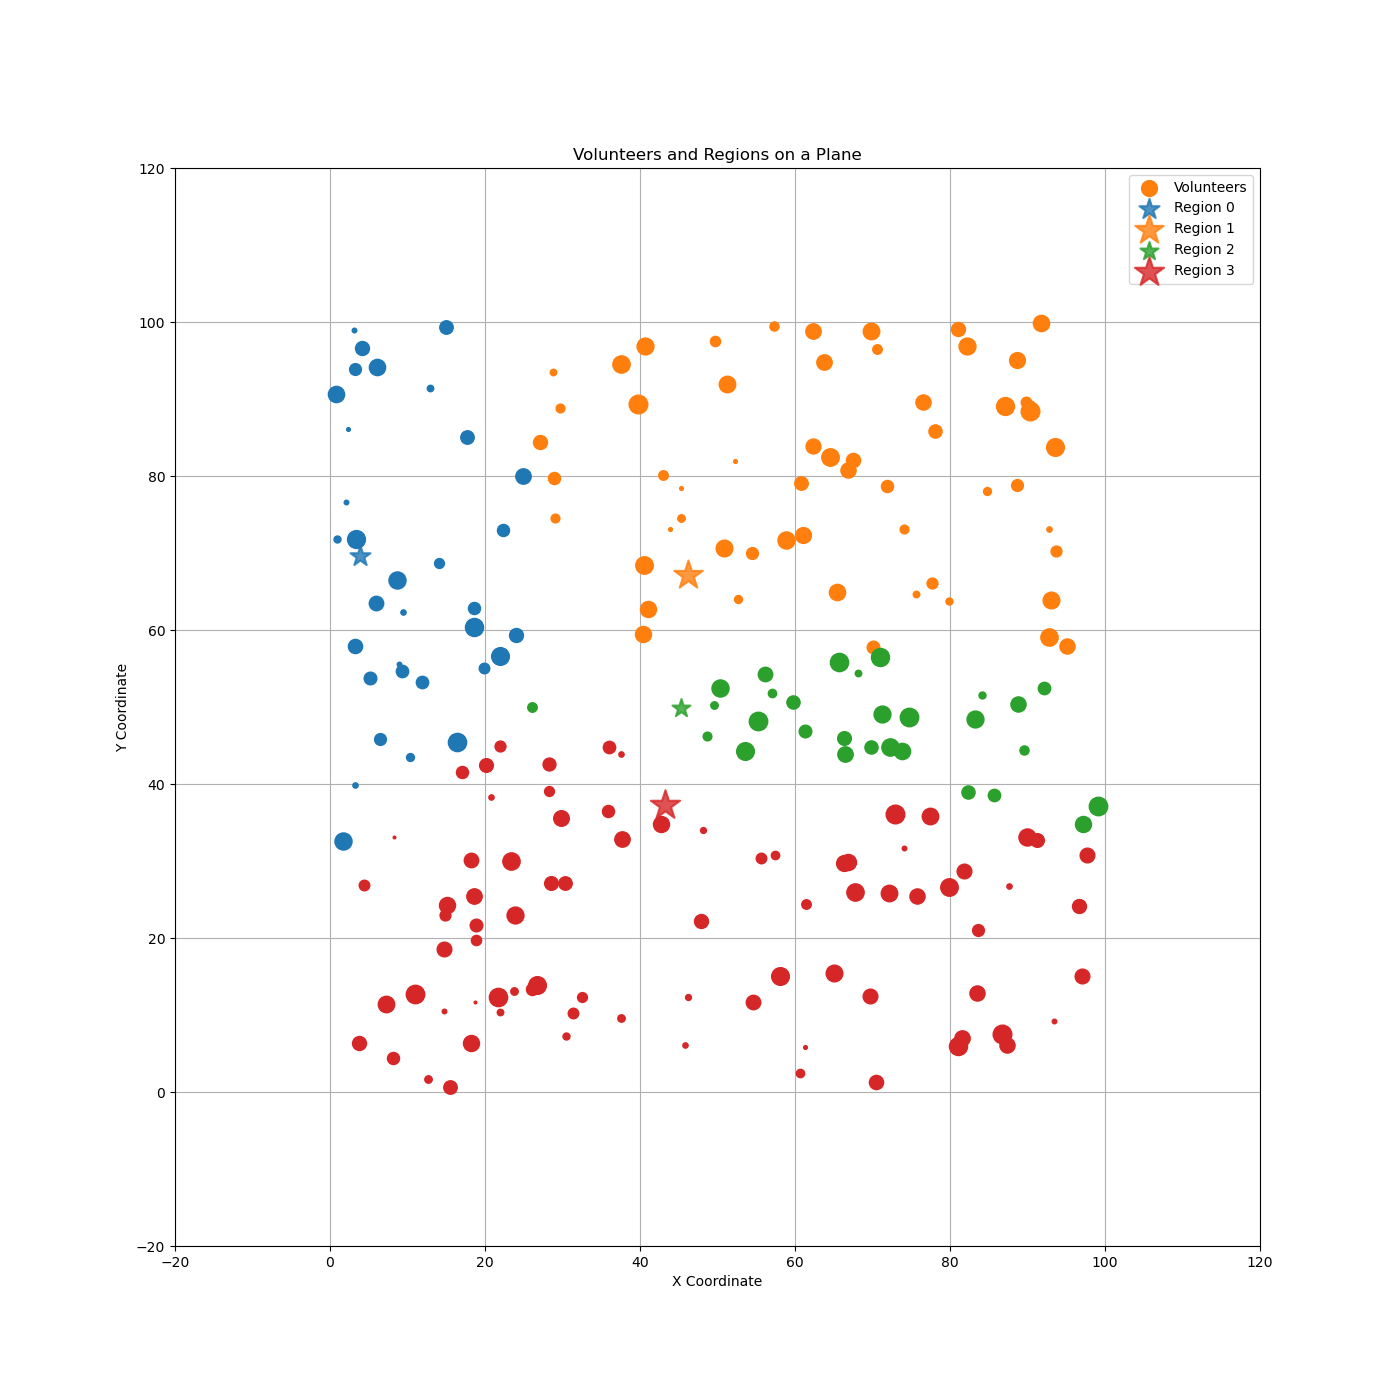 Volunteers and Regions on a Plane
Volunteers
Region 0
Region 1
Region 2
Region 3
120
100
80
60
40
20
0
−20
Y Coordinate
−20 0 20 40 60 80 100 120
X Coordinate